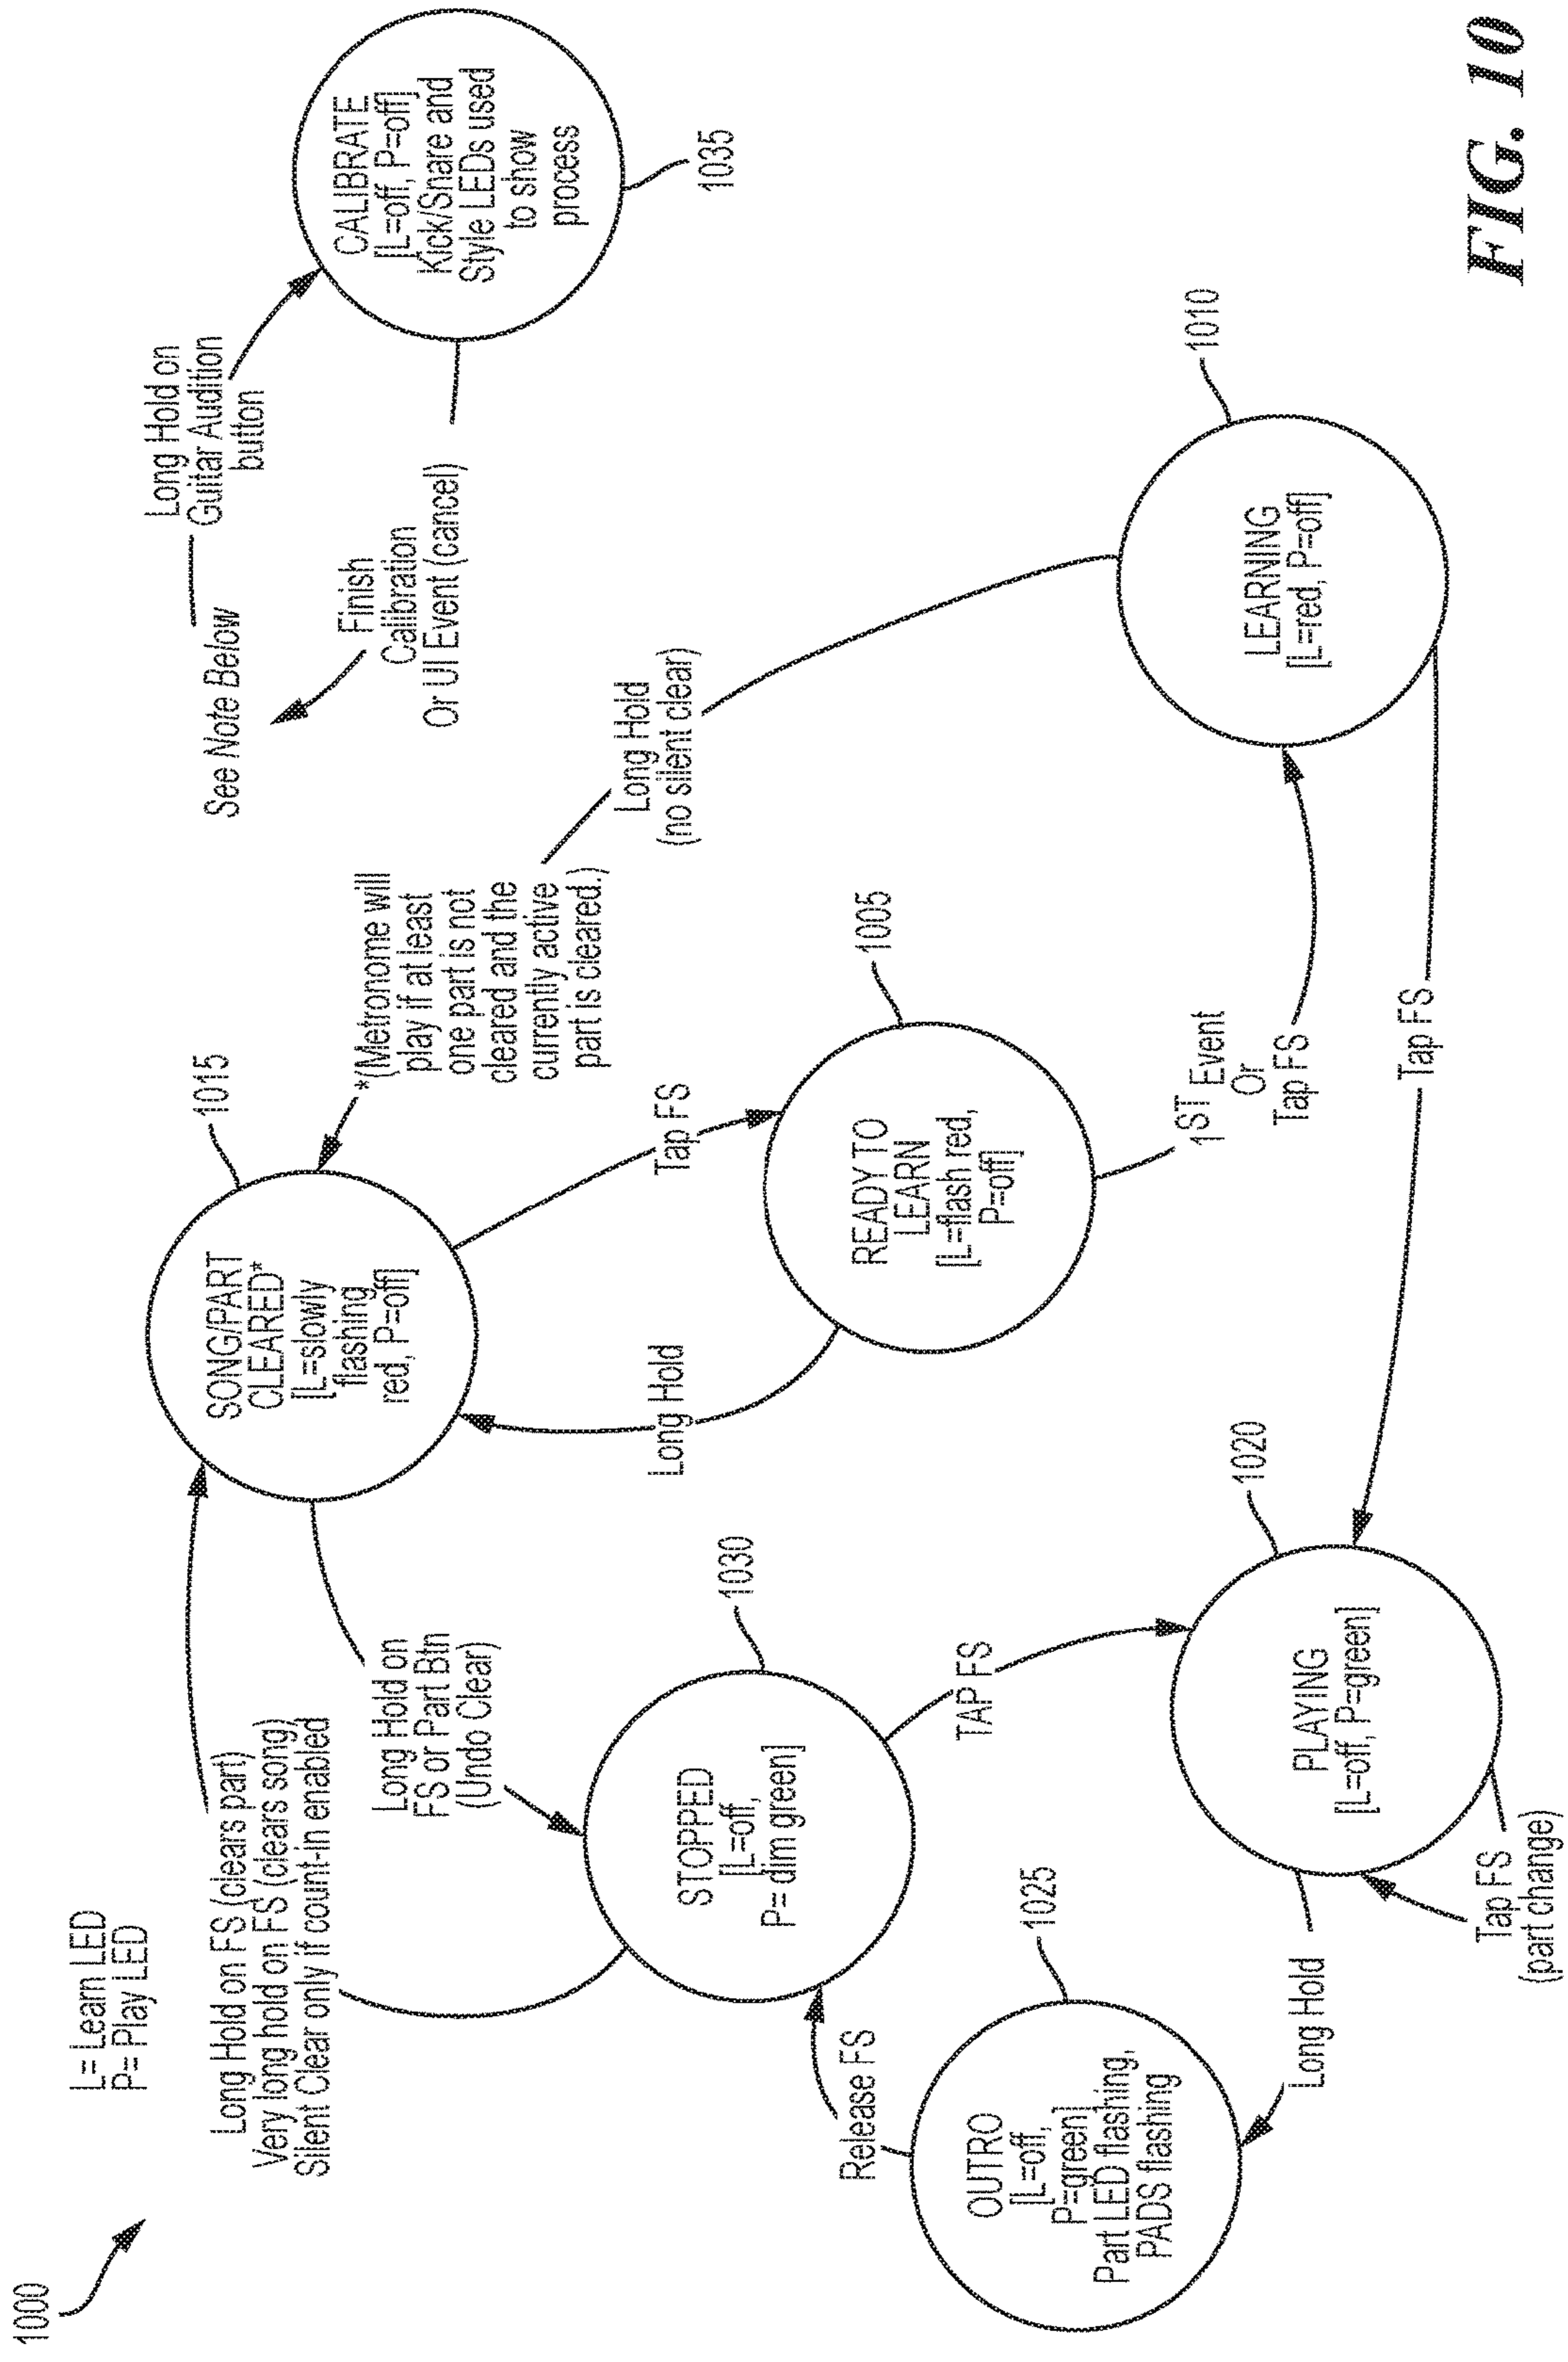 1000
L= Learn LED
P= Play LED
Long Hold on FS (clears part)
Very long hold on FS (clears song)
Silent Clear only if count-in enabled
SONG/PART
CLEARED*
[L=slowly
flashing
red, P=off]
1015
*(Metronome will
play if at least
one part is not
cleared and the
currently active
part is cleared.)
See Note Below
Long Hold on
Guitar Audition
button
Finish
Calibration
Or UI Event (cancel)
CALIBRATE
[L=off, P=off]
Kick/Snare and
Style LEDs used
to show
process
1035
Long Hold on
FS or Part Btn
(Undo Clear)
Long Hold
Tap FS
Long Hold
(no silent clear)
STOPPED
[L=off,
P= dim green]
1030
READY TO
LEARN
[L=flash red,
P=off]
1005
Release FS
TAP FS
1ST Event
Or
Tap FS
LEARNING
[L=red, P=off]
1010
OUTRO
[L=off,
P=green]
Part LED flashing,
PADS flashing
1025
Long Hold
PLAYING
[L=off, P=green]
1020
Tap FS
Tap FS
(part change)
FIG. 10